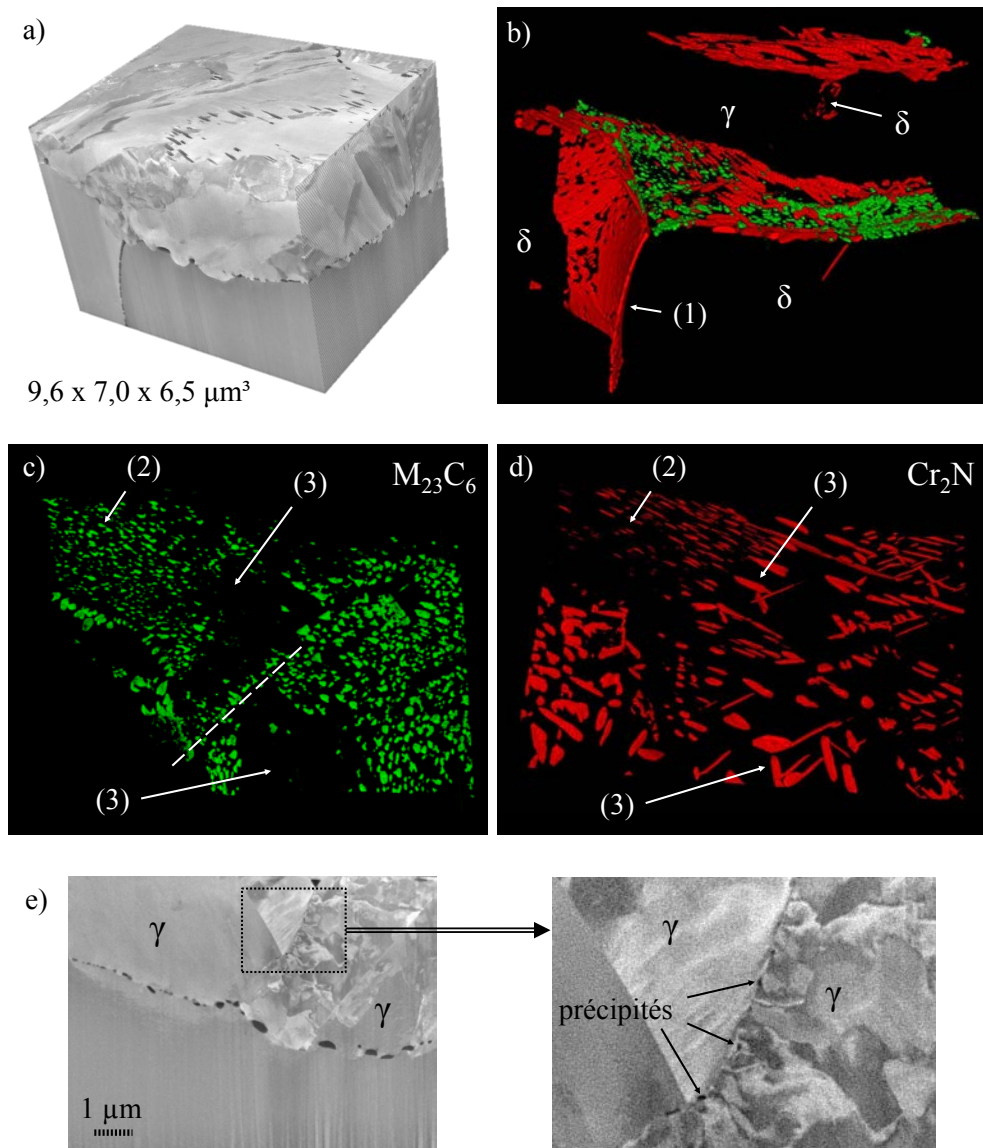 a)
9,6 x 7,0 x 6,5 μm³
b)
γ
δ
δ
δ
(1)
c)
(2)
(3)
M₂₃C₆
(3)
d)
(2)
(3)
Cr₂N
(3)
e)
γ
γ
1 μm
γ
γ
précipités